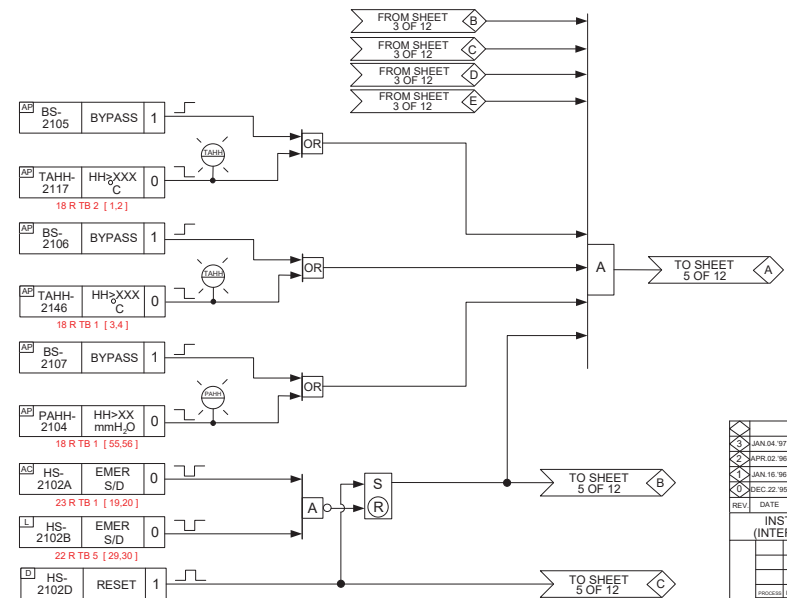 FROM SHEET
3 OF 12
B
FROM SHEET
3 OF 12
C
FROM SHEET
3 OF 12
D
FROM SHEET
3 OF 12
E
AP BS-
2105
BYPASS
1
TAHH
OR
AP TAHH-
2117
HH>XXX
°C
0
18 R TB 2 [ 1,2 ]
AP BS-
2106
BYPASS
1
TAHH
OR
A
TO SHEET
5 OF 12
A
AP TAHH-
2146
HH>XXX
°C
0
18 R TB 1 [ 3,4 ]
AP BS-
2107
BYPASS
1
PAHH
OR
AP PAHH-
2104
HH>XX
mmH2O
0
18 R TB 1 [ 55,56 ]
AC HS-
2102A
EMER
S/D
0
23 R TB 1 [ 19,20 ]
A
S
R
TO SHEET
5 OF 12
B
L HS-
2102B
EMER
S/D
0
22 R TB 5 [ 29,30 ]
D HS-
2102D
RESET
1
TO SHEET
5 OF 12
C
3 JAN.04.'97
2 APR.02.'96
1 JAN.16.'96
0 DEC.22.'95
REV. DATE
INST
(INTER
PROCESS